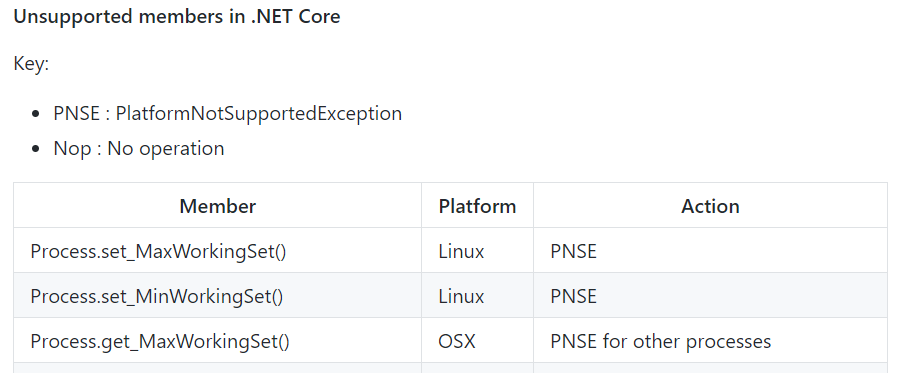 Unsupported members in .NET Core
Key:
PNSE : PlatformNotSupportedException
Nop : No operation
Member Platform Action
Process.set_MaxWorkingSet() Linux PNSE
Process.set_MinWorkingSet() Linux PNSE
Process.get_MaxWorkingSet() OSX PNSE for other processes